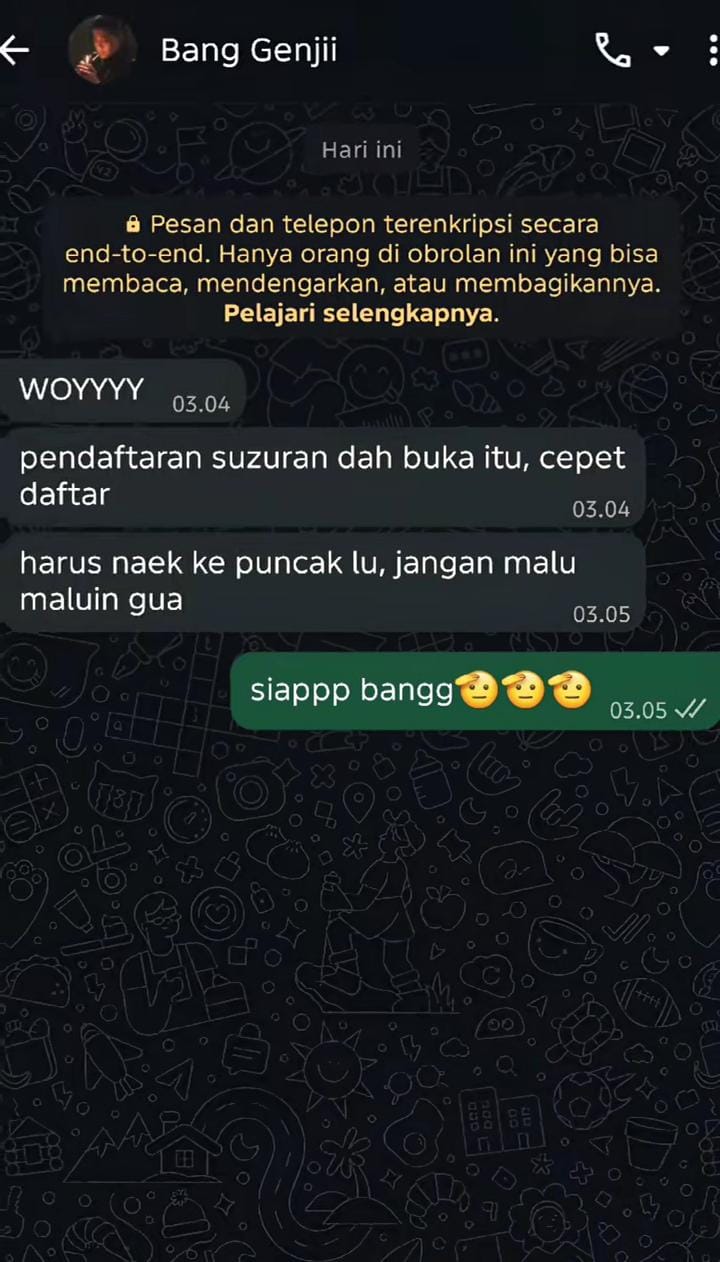 Bang Genjii
Hari ini
Pesan dan telepon terenkripsi secara
end-to-end. Hanya orang di obrolan ini yang bisa
membaca, mendengarkan, atau membagikannya.
Pelajari selengkapnya.
WOYYYY
03.04
pendaftaran suzuran dah buka itu, cepet
daftar
03.04
harus naek ke puncak lu, jangan malu
maluin gua
03.05
siappp bangg🫡🫡🫡
03.05